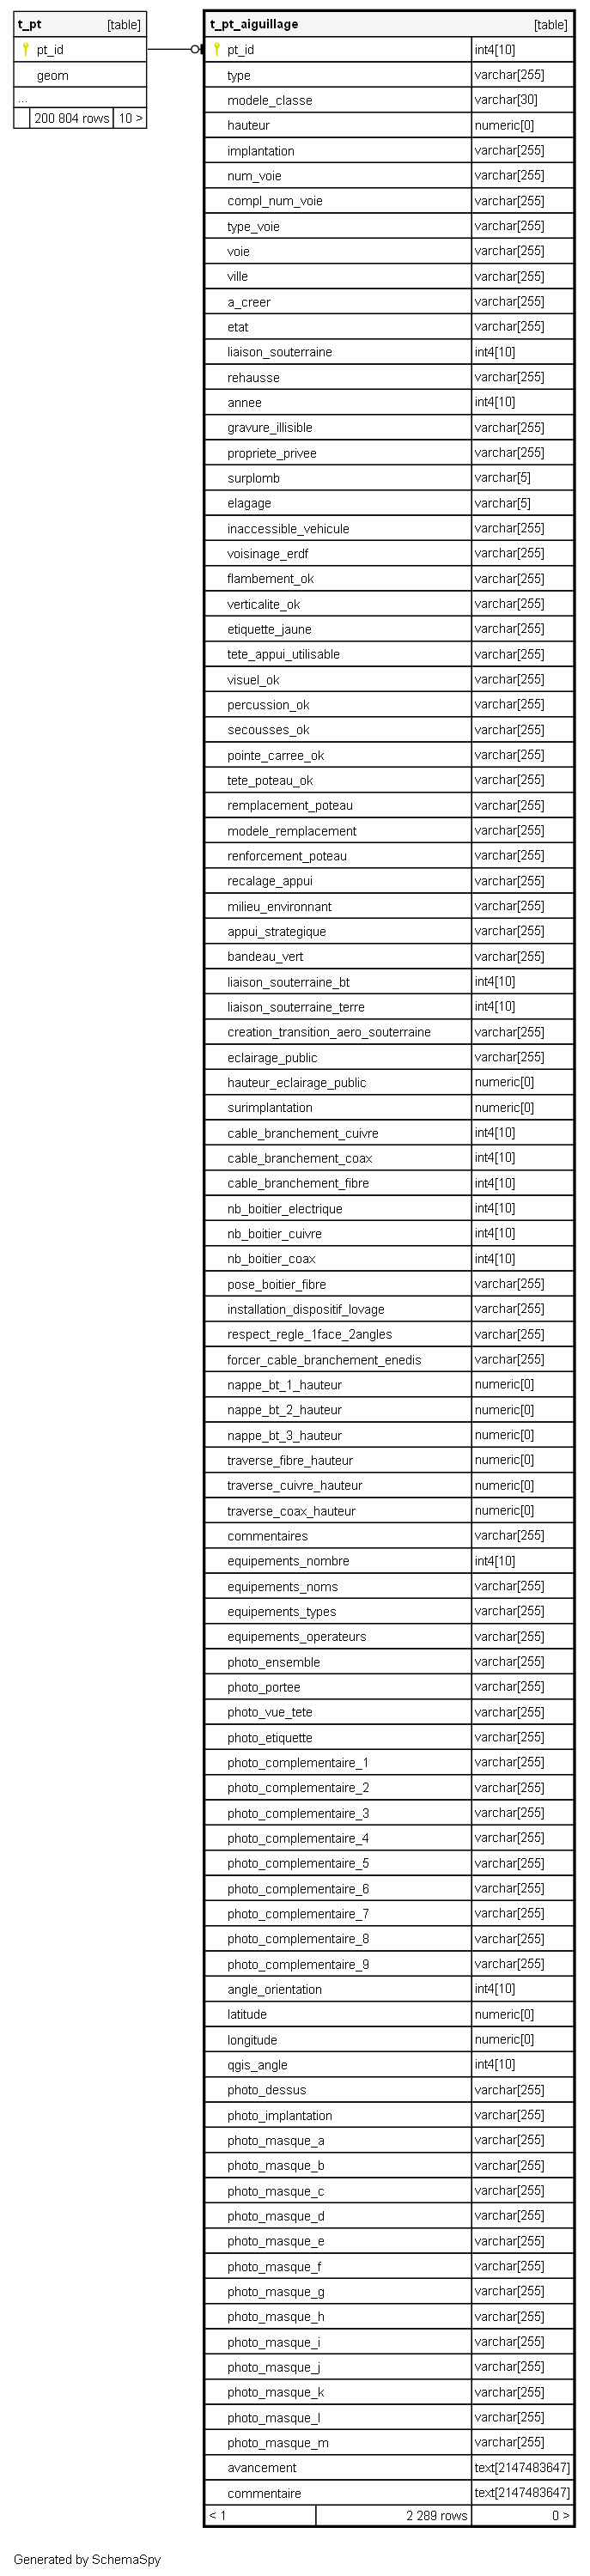 t_pt [table]
pt_id
geom
...
200 804 rows 10 >
t_pt_aiguillage [table]
pt_id int4[10]
type varchar[255]
modele_classe varchar[30]
hauteur numeric[0]
implantation varchar[255]
num_voie varchar[255]
compl_num_voie varchar[255]
type_voie varchar[255]
voie varchar[255]
ville varchar[255]
a_creer varchar[255]
etat varchar[255]
liaison_souterraine int4[10]
rehausse varchar[255]
annee int4[10]
gravure_illisible varchar[255]
propriete_privee varchar[255]
surplomb varchar[5]
elagage varchar[5]
inaccessible_vehicule varchar[255]
voisinage_erdf varchar[255]
flambement_ok varchar[255]
verticalite_ok varchar[255]
etiquette_jaune varchar[255]
tete_appui_utilisable varchar[255]
visuel_ok varchar[255]
percussion_ok varchar[255]
secousses_ok varchar[255]
pointe_carree_ok varchar[255]
tete_poteau_ok varchar[255]
remplacement_poteau varchar[255]
modele_remplacement varchar[255]
renforcement_poteau varchar[255]
recalage_appui varchar[255]
milieu_environnant varchar[255]
appui_strategique varchar[255]
bandeau_vert varchar[255]
liaison_souterraine_bt int4[10]
liaison_souterraine_terre int4[10]
creation_transition_aero_souterraine varchar[255]
eclairage_public varchar[255]
hauteur_eclairage_public numeric[0]
surimplantation numeric[0]
cable_branchement_cuivre int4[10]
cable_branchement_coax int4[10]
cable_branchement_fibre int4[10]
nb_boitier_electrique int4[10]
nb_boitier_cuivre int4[10]
nb_boitier_coax int4[10]
pose_boitier_fibre varchar[255]
installation_dispositif_lovage varchar[255]
respect_regle_1face_2angles varchar[255]
forcer_cable_branchement_enedis varchar[255]
nappe_bt_1_hauteur numeric[0]
nappe_bt_2_hauteur numeric[0]
nappe_bt_3_hauteur numeric[0]
traverse_fibre_hauteur numeric[0]
traverse_cuivre_hauteur numeric[0]
traverse_coax_hauteur numeric[0]
commentaires varchar[255]
equipements_nombre int4[10]
equipements_noms varchar[255]
equipements_types varchar[255]
equipements_operateurs varchar[255]
photo_ensemble varchar[255]
photo_portee varchar[255]
photo_vue_tete varchar[255]
photo_etiquette varchar[255]
photo_complementaire_1 varchar[255]
photo_complementaire_2 varchar[255]
photo_complementaire_3 varchar[255]
photo_complementaire_4 varchar[255]
photo_complementaire_5 varchar[255]
photo_complementaire_6 varchar[255]
photo_complementaire_7 varchar[255]
photo_complementaire_8 varchar[255]
photo_complementaire_9 varchar[255]
angle_orientation int4[10]
latitude numeric[0]
longitude numeric[0]
qgis_angle int4[10]
photo_dessus varchar[255]
photo_implantation varchar[255]
photo_masque_a varchar[255]
photo_masque_b varchar[255]
photo_masque_c varchar[255]
photo_masque_d varchar[255]
photo_masque_e varchar[255]
photo_masque_f varchar[255]
photo_masque_g varchar[255]
photo_masque_h varchar[255]
photo_masque_i varchar[255]
photo_masque_j varchar[255]
photo_masque_k varchar[255]
photo_masque_l varchar[255]
photo_masque_m varchar[255]
avancement text[2147483647]
commentaire text[2147483647]
< 1 2 289 rows 0 >
Generated by SchemaSpy